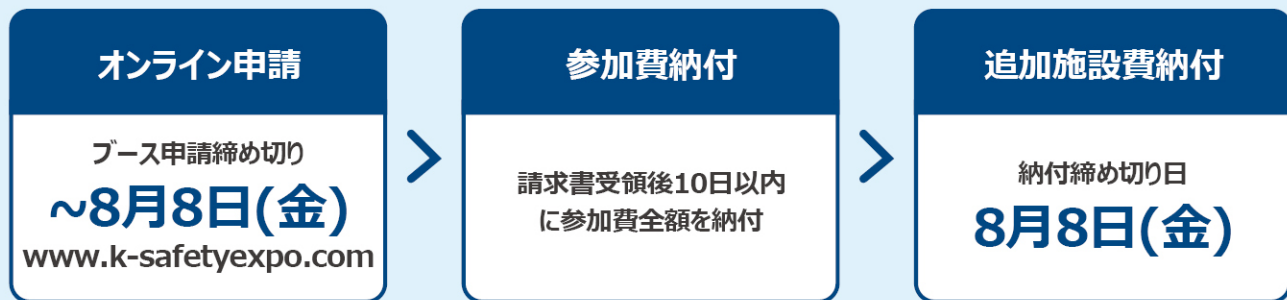 オンライン申請
ブース申請締め切り
~8月8日(金)
www.k-safetyexpo.com
参加費納付
請求書受領後10日以内
に参加費全額を納付
追加施設費納付
納付締め切り日
8月8日(金)